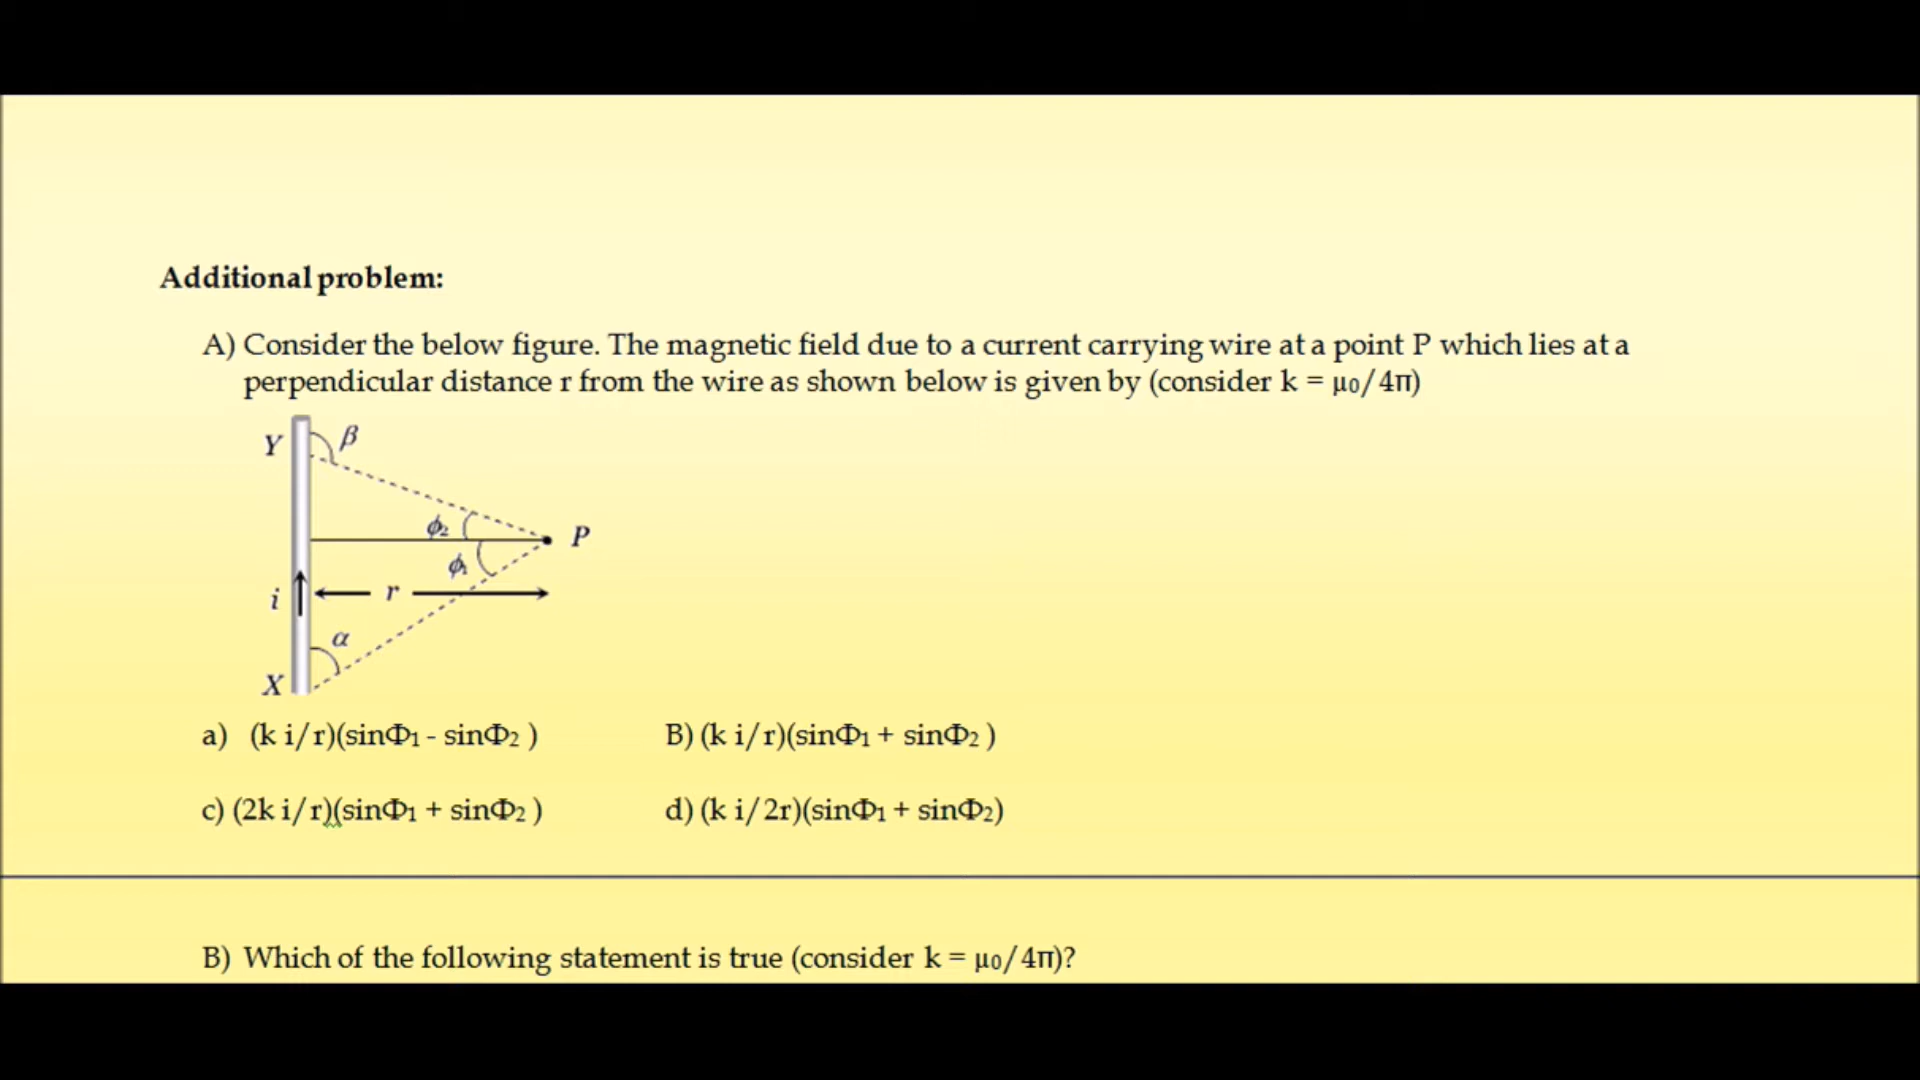 Additional problem:
A) Consider the below figure. The magnetic field due to a current carrying wire at a point P which lies at a
perpendicular distance r from the wire as shown below is given by (consider k = μ₀/4π)
Y β
ϕ₂ P
ϕ₁
i r
α
X
a) (k i/r)(sinΦ₁ - sinΦ₂ ) B) (k i/r)(sinΦ₁ + sinΦ₂ )
c) (2k i/r)(sinΦ₁ + sinΦ₂ ) d) (k i/2r)(sinΦ₁ + sinΦ₂)
B) Which of the following statement is true (consider k = μ₀/4π)?